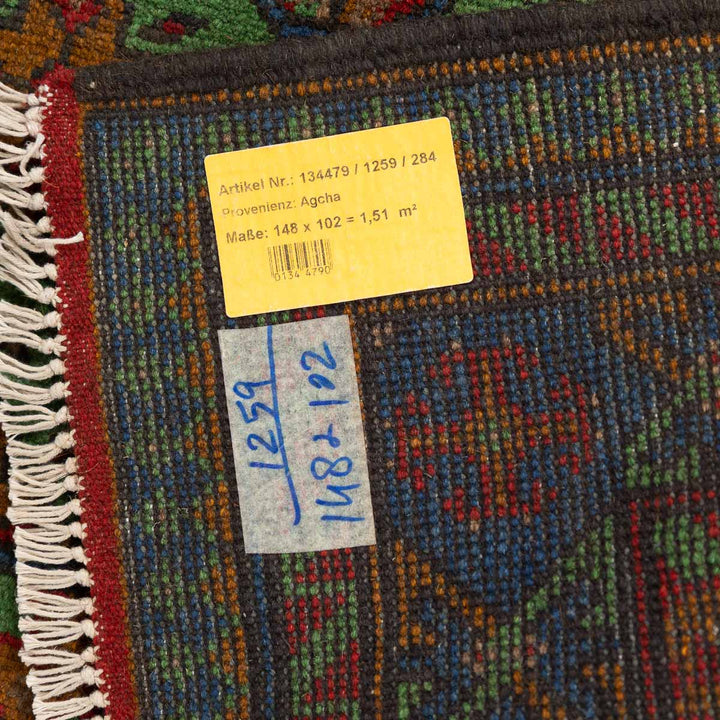 Artikel Nr.: 134479 / 1259 / 284
Provenienz: Agcha
Maße: 148 x 102 = 1,51 m²
0134 4790
1259
148 102